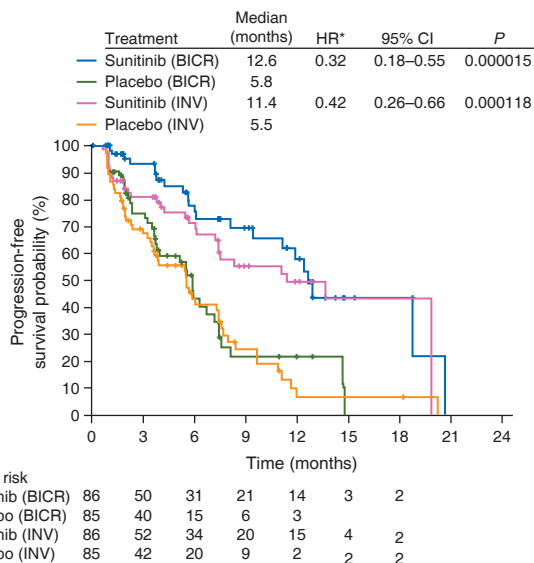 Treatment Median (months) HR* 95% CI P
Sunitinib (BICR) 12.6 0.32 0.18–0.55 0.000015
Placebo (BICR) 5.8
Sunitinib (INV) 11.4 0.42 0.26–0.66 0.000118
Placebo (INV) 5.5
Progression-free
survival probability (%)
100
90
80
70
60
50
40
30
20
10
0
0 3 6 9 12 15 18 21 24
Time (months)
risk
nib (BICR) 86 50 31 21 14 3 2
bo (BICR) 85 40 15 6 3
nib (INV) 86 52 34 20 15 4 2
bo (INV) 85 42 20 9 2 2 2